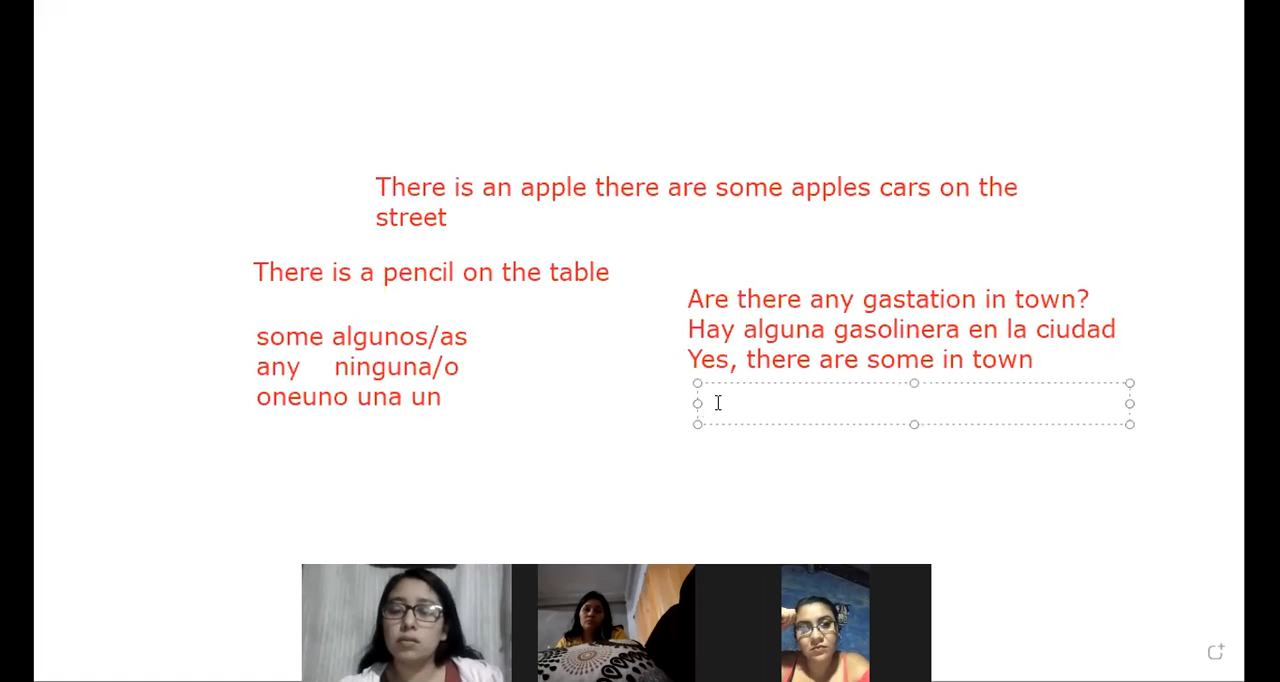 There is an apple there are some apples cars on the
street
There is a pencil on the table
some algunos/as
any ninguna/o
oneuno una un
Are there any gastation in town?
Hay alguna gasolinera en la ciudad
Yes, there are some in town